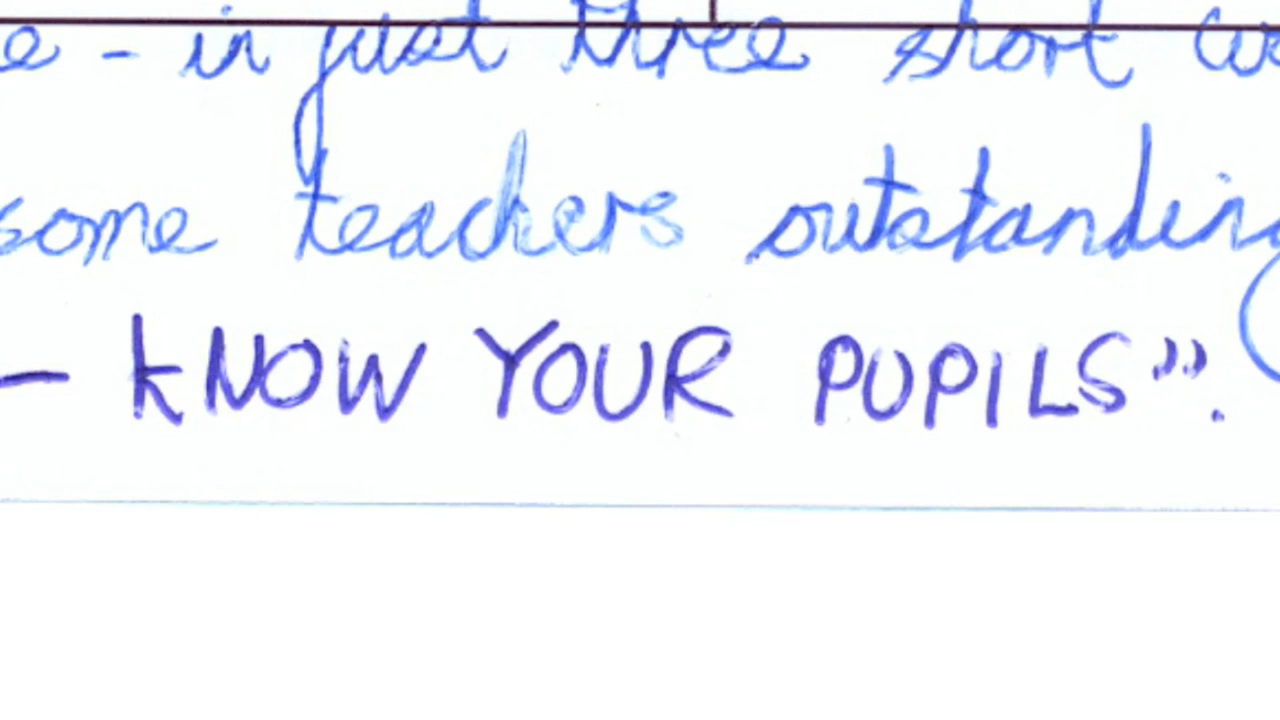 - in just three short
some teachers outstanding
- KNOW YOUR PUPILS".